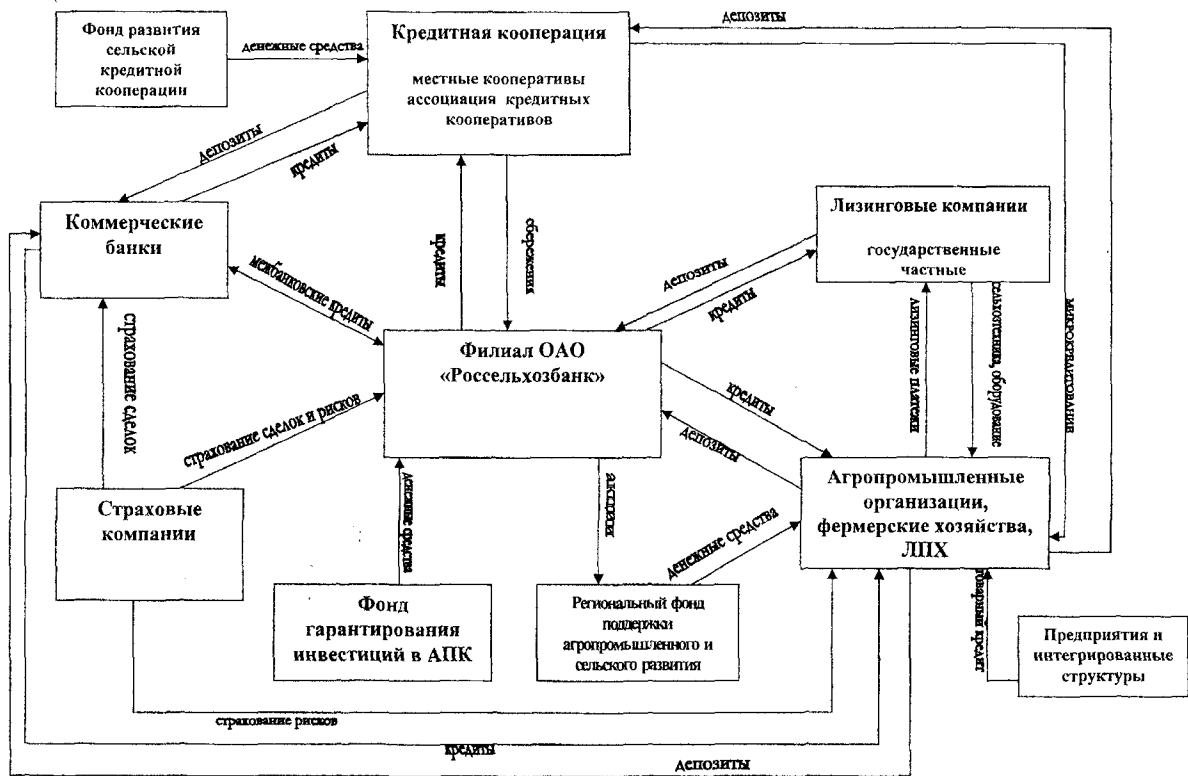 депозиты
Фонд развития
сельской
кредитной
кооперации
денежные средства
Кредитная кооперация
местные кооперативы
ассоциация кредитных
кооперативов
депозиты
кредиты
Коммерческие
банки
Лизинговые компании
государственные
частные
кредиты
сбережения
межбанковские кредиты
депозиты
кредиты
лизинговые платежи
сельхозтехника, оборудование
микрокредитование
страхование сделок
Филиал ОАО
«Россельхозбанк»
кредиты
депозиты
страхование сделок и рисков
Страховые
компании
денежные средства
денежные средства
Агропромышленные
организации,
фермерские хозяйства,
ЛПХ
Фонд
гарантирования
инвестиций в АПК
Региональный фонд
поддержки
агропромышленного и
сельского развития
товарный кредит
Предприятия и
интегрированные
структуры
страхование рисков
кредиты
депозиты